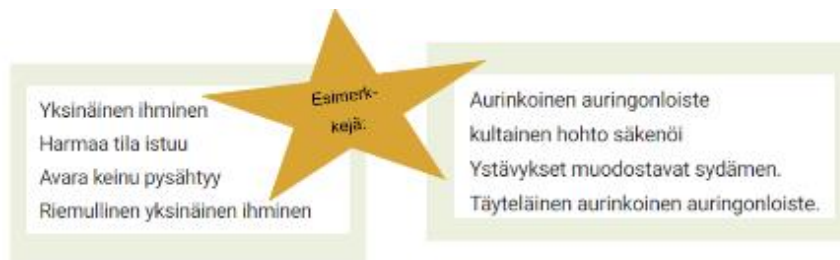 Yksinäinen ihminen
Harmaa tila istuu
Avara keinu pysähtyy
Riemullinen yksinäinen ihminen
Esimerk-
kejä:
Aurinkoinen auringonloiste
kultainen hohto säkenöi
Ystävykset muodostavat sydämen.
Täyteläinen aurinkoinen auringonloiste.